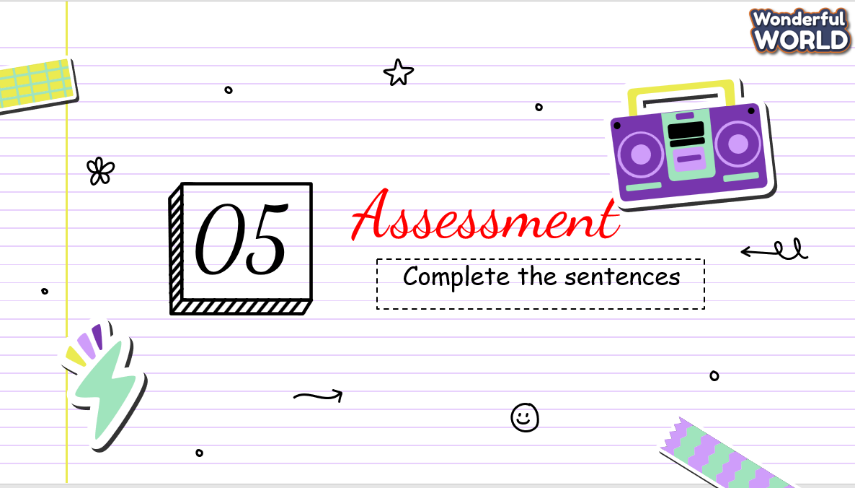 Wonderful
WORLD
05
Assessment
Complete the sentences